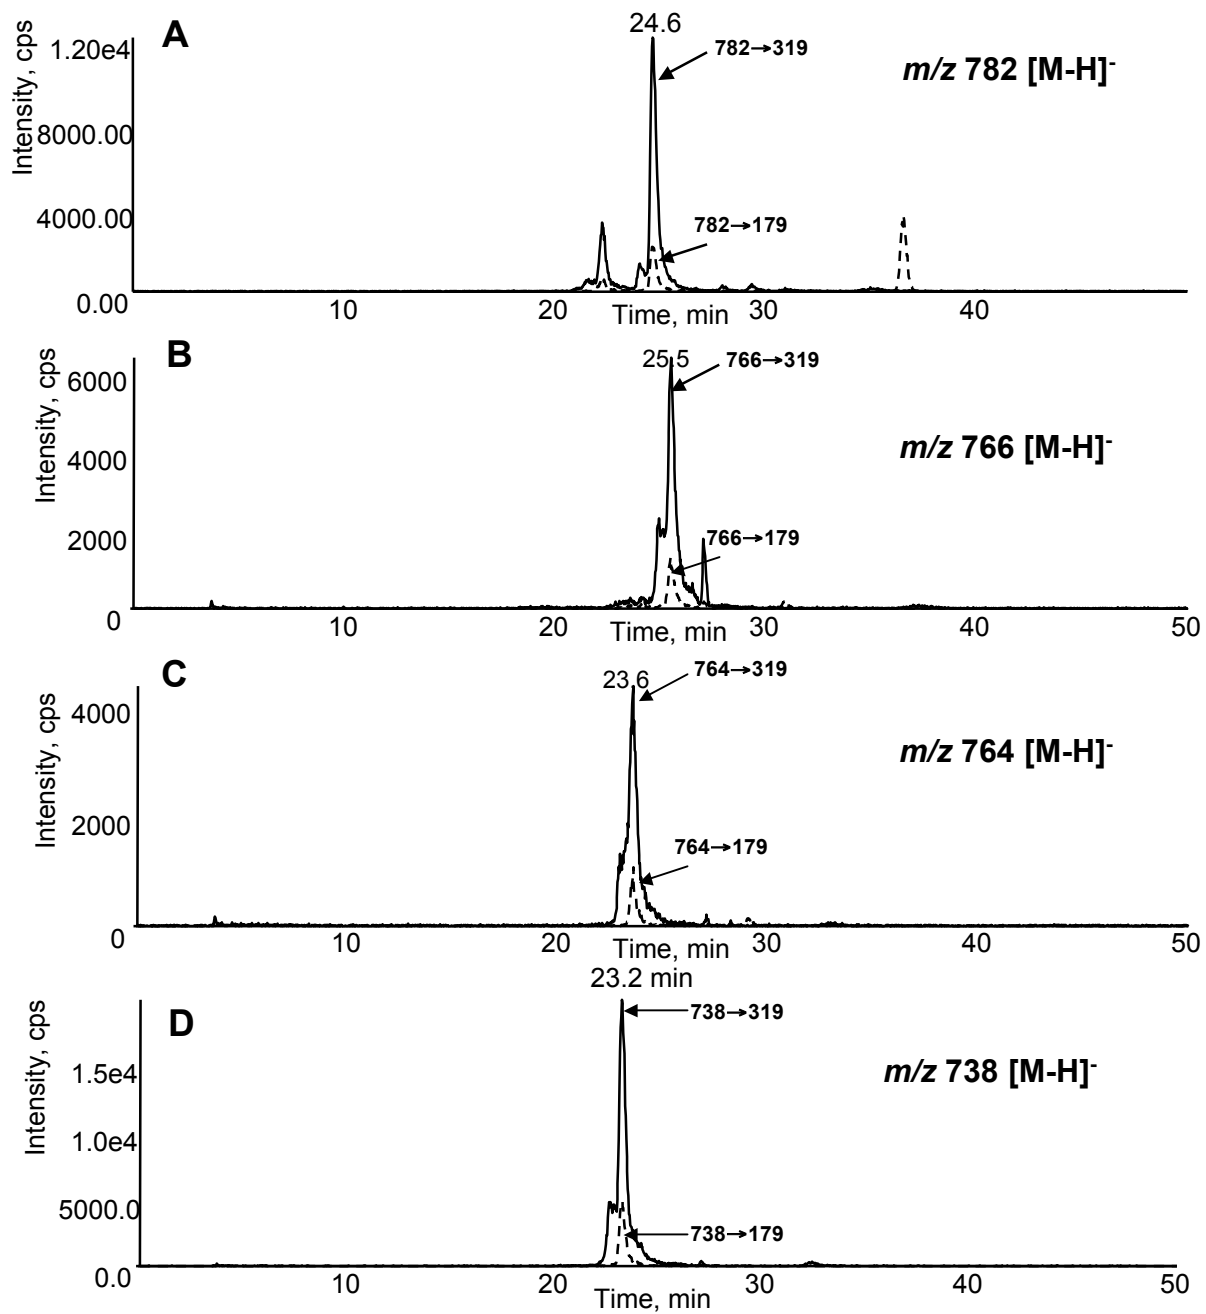 A
24.6
Intensity, cps
1.20e4
8000.00
4000.00
0.00
782→319
782→179
m/z 782 [M-H]-
10
20
30
40
Time, min
B
25.5
Intensity, cps
6000
4000
2000
0
766→319
766→179
m/z 766 [M-H]-
10
20
30
40
50
Time, min
C
23.6
Intensity, cps
4000
2000
0
764→319
764→179
m/z 764 [M-H]-
10
20
30
40
50
Time, min
D
23.2 min
Intensity, cps
1.5e4
1.0e4
5000.0
0.0
738→319
738→179
m/z 738 [M-H]-
10
20
30
40
50
Time, min